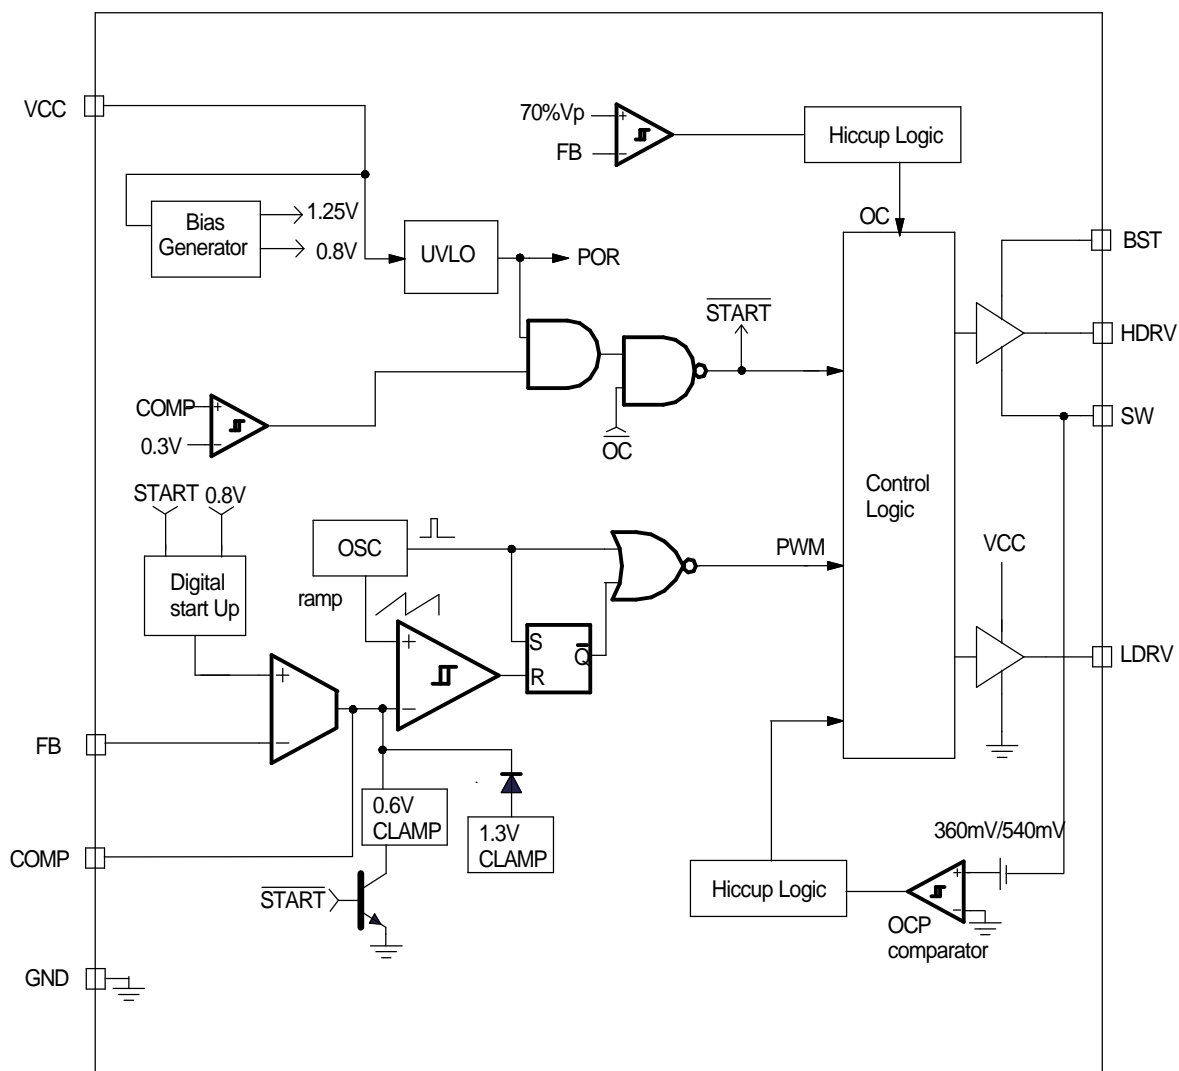 VCC
70%Vp
FB
Hiccup Logic
OC
Bias
Generator
1.25V
0.8V
UVLO
POR
START
BST
HDRV
SW
COMP
0.3V
OC
START 0.8V
Digital
start Up
OSC
ramp
PWM
Control
Logic
VCC
S
R
Q
LDRV
FB
0.6V
CLAMP
1.3V
CLAMP
COMP
START
360mV/540mV
Hiccup Logic
OCP
comparator
GND